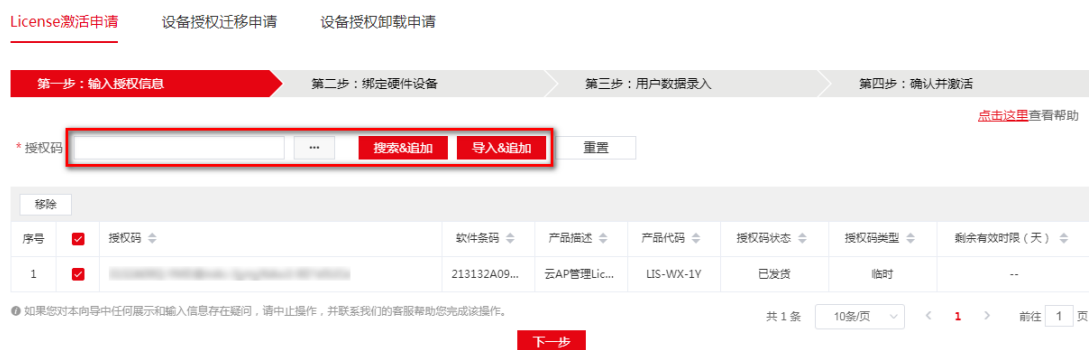 License激活申请 设备授权迁移申请 设备授权卸载申请
第一步：输入授权信息 第二步：绑定硬件设备 第三步：用户数据录入 第四步：确认并激活
点击这里查看帮助
* 授权码 ··· 搜索&追加 导入&追加 重置
移除
序号 授权码 软件条码 产品描述 产品代码 授权码状态 授权码类型 剩余有效时限（天）
1 213132A09... 云AP管理Lic... LIS-WX-1Y 已发货 临时 --
如果您对本向导中任何展示和输入信息存在疑问，请中止操作，并联系我们的客服帮助您完成该操作。
共 1 条 10条/页 < 1 > 前往 1 页
下一步